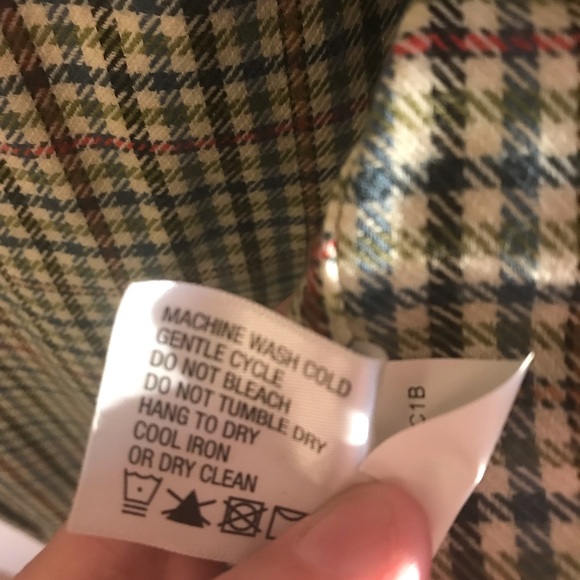 MACHINE WASH COLD
GENTLE CYCLE
DO NOT BLEACH
DO NOT TUMBLE DRY
HANG TO DRY
COOL IRON
OR DRY CLEAN
C1B